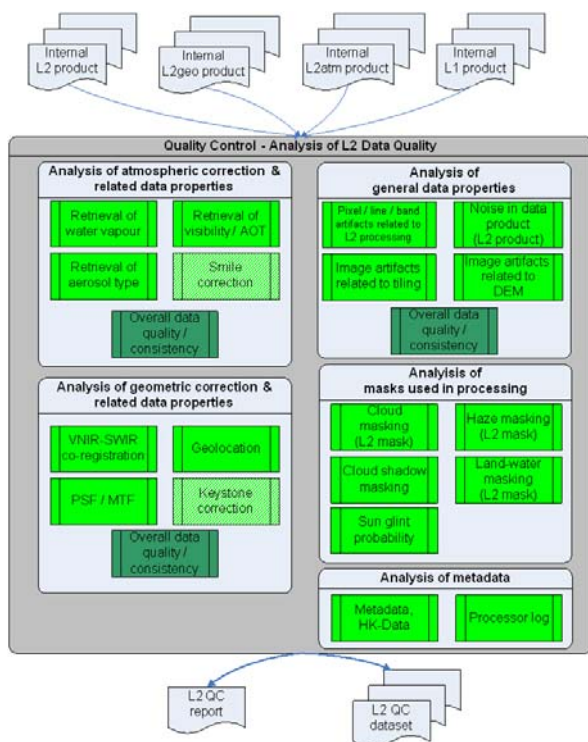 Internal
L2 product
Internal
L2geo product
Internal
L2atm product
Internal
L1 product
Quality Control - Analysis of L2 Data Quality
Analysis of atmospheric correction &
related data properties
Retrieval of
water vapour
Retrieval of
visibility / AOT
Retrieval of
aerosol type
Smile
correction
Overall data
quality /
consistency
Analysis of geometric correction &
related data properties
VNIR-SWIR
co-registration
Geolocation
PSF / MTF
Keystone
correction
Overall data
quality /
consistency
Analysis of
general data properties
Pixel / line / band
artifacts related to
L2 processing
Noise in data
product
(L2 product)
Image artifacts
related to tiling
Image artifacts
related to
DEM
Overall data
quality /
consistency
Analysis of
masks used in processing
Cloud
masking
(L2 mask)
Haze masking
(L2 mask)
Cloud shadow
masking
Land-water
masking
(L2 mask)
Sun glint
probability
Analysis of metadata
Metadata,
HK-Data
Processor log
L2 QC
report
L2 QC
dataset